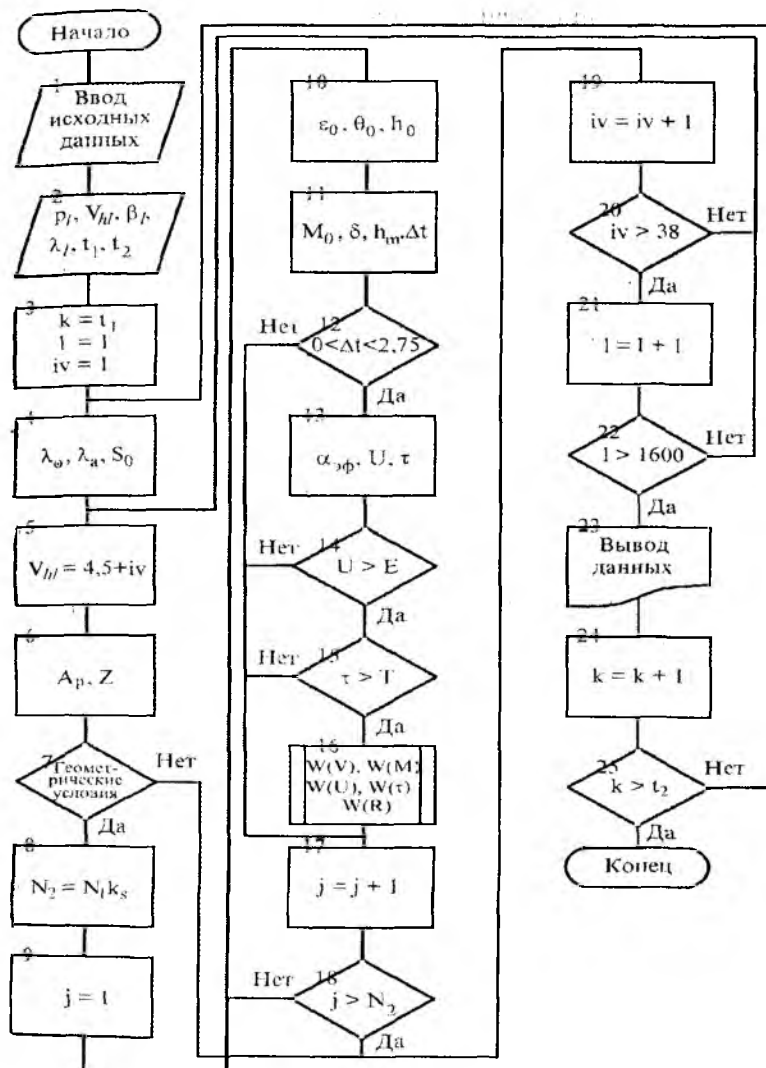 Начало
1
Ввод
исходных
данных
2
p_l, V_hl, β_l,
λ_l, t_1, t_2
3
k = t_1
l = 1
iv = 1
4
λ_ω, λ_a, S_0
5
V_hl = 4,5+iv
6
A_p, Z
7
Геомет-
рические
условия
Нет
Да
8
N_2 = N_l k_s
9
j = 1
10
ε_0, θ_0, h_0
11
M_0, δ, h_m, Δt
12
0<Δt<2,75
Нет
Да
13
α_эф, U, τ
14
U > E
Нет
Да
15
τ > T
Нет
Да
16
W(V), W(M)
W(U), W(τ)
W(R)
17
j = j + 1
18
j > N_2
Нет
Да
19
iv = iv + 1
20
iv > 38
Нет
Да
21
l = l + 1
22
l > 1600
Нет
Да
23
Вывод
данных
24
k = k + 1
25
k > t_2
Нет
Да
Конец